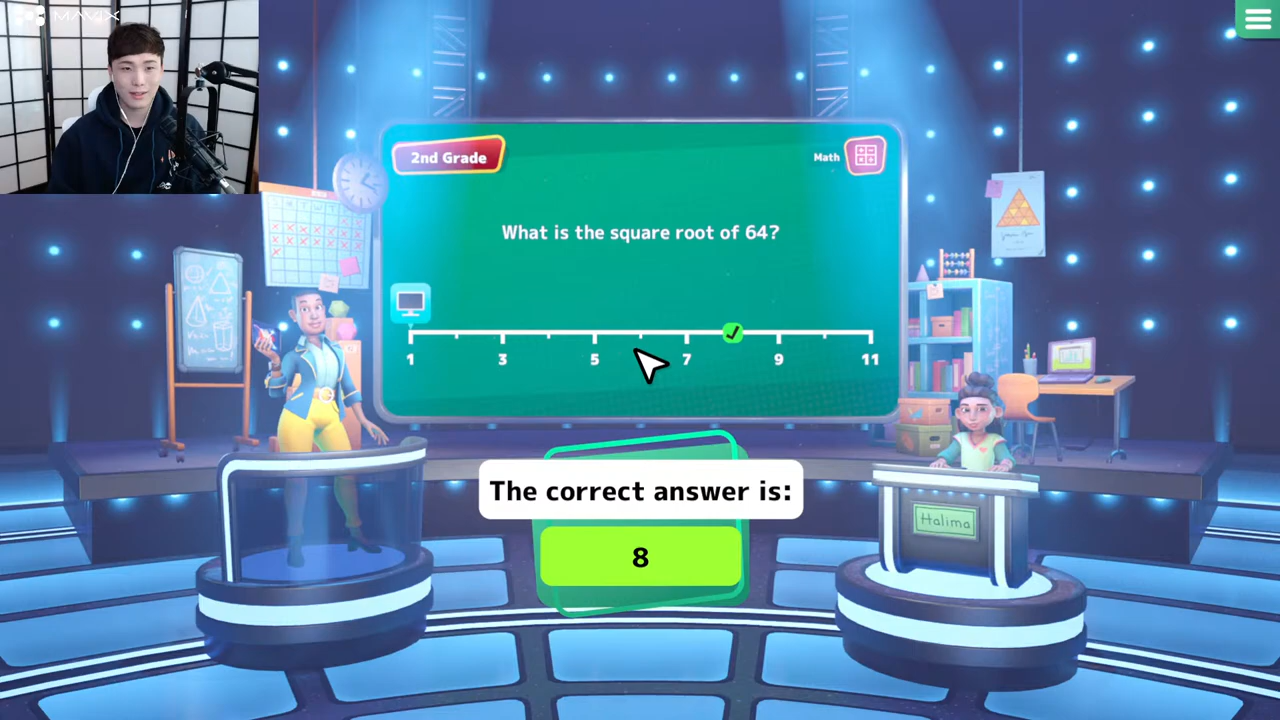 MAVIX
2nd Grade
Math
What is the square root of 64?
1 3 5 7 9 11
The correct answer is:
8
Halima